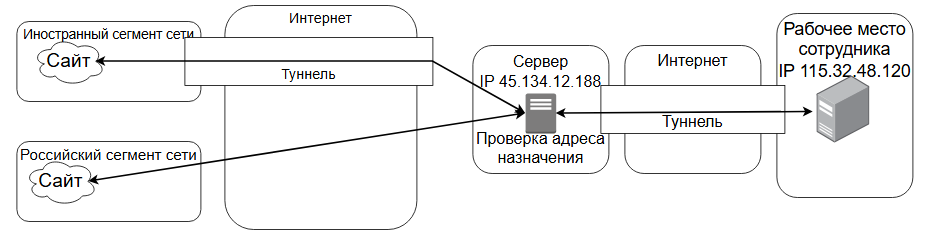 Иностранный сегмент сети
Сайт
Интернет
Туннель
Российский сегмент сети
Сайт
Сервер
IP 45.134.12.188
Проверка адреса
назначения
Интернет
Туннель
Рабочее место
сотрудника
IP 115.32.48.120